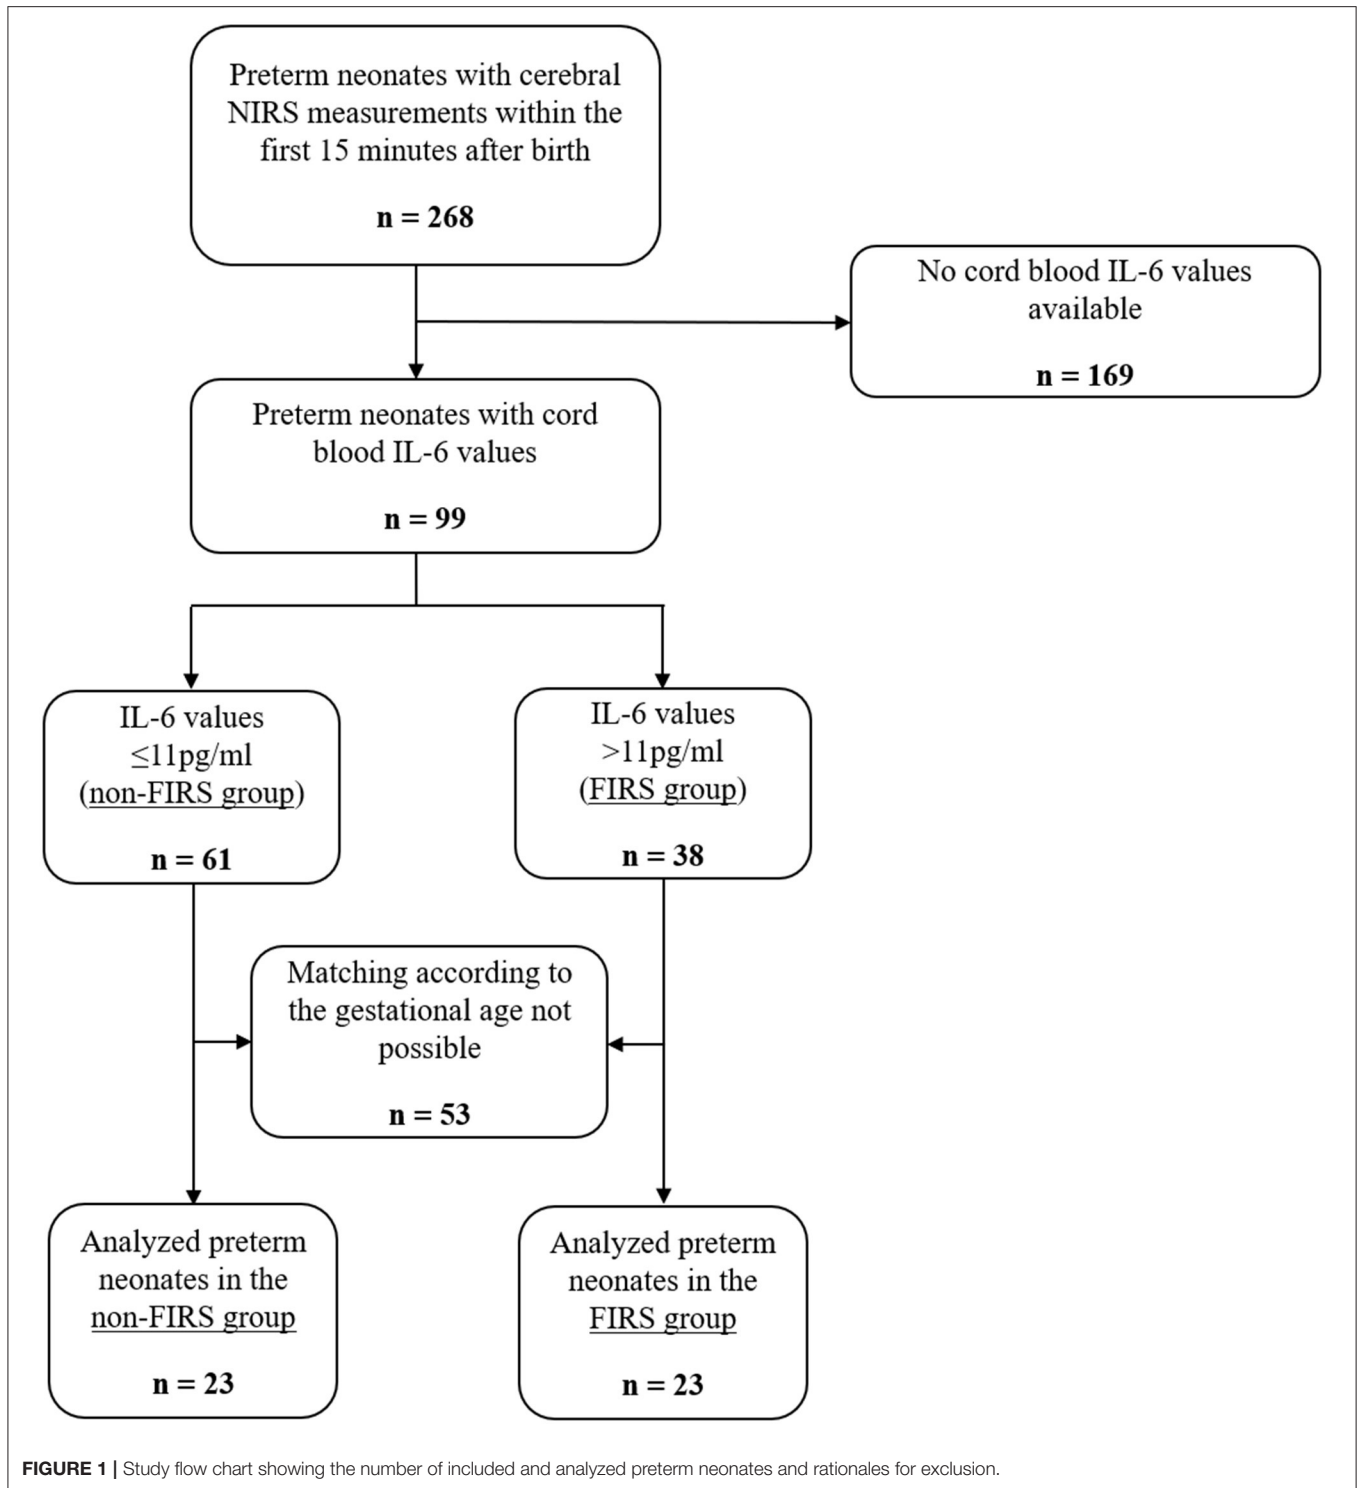 Preterm neonates with cerebral
NIRS measurements within the
first 15 minutes after birth
n = 268
No cord blood IL-6 values
available
n = 169
Preterm neonates with cord
blood IL-6 values
n = 99
IL-6 values
≤11pg/ml
(non-FIRS group)
n = 61
IL-6 values
>11pg/ml
(FIRS group)
n = 38
Matching according to
the gestational age not
possible
n = 53
Analyzed preterm
neonates in the
non-FIRS group
n = 23
Analyzed preterm
neonates in the
FIRS group
n = 23
FIGURE 1 | Study flow chart showing the number of included and analyzed preterm neonates and rationales for exclusion.